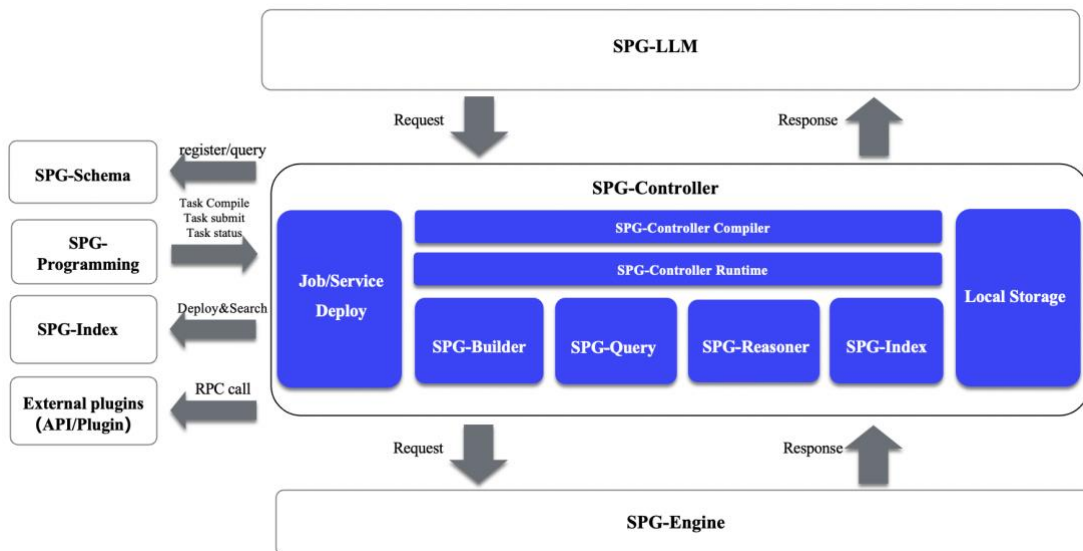 SPG-LLM
Request
Response
register/query
SPG-Schema
Task Compile
Task submit
Task status
SPG-
Programming
Deploy&Search
SPG-Index
RPC call
External plugins
（API/Plugin）
SPG-Controller
Job/Service
Deploy
SPG-Controller Compiler
SPG-Controller Runtime
SPG-Builder
SPG-Query
SPG-Reasoner
SPG-Index
Local Storage
Request
Response
SPG-Engine